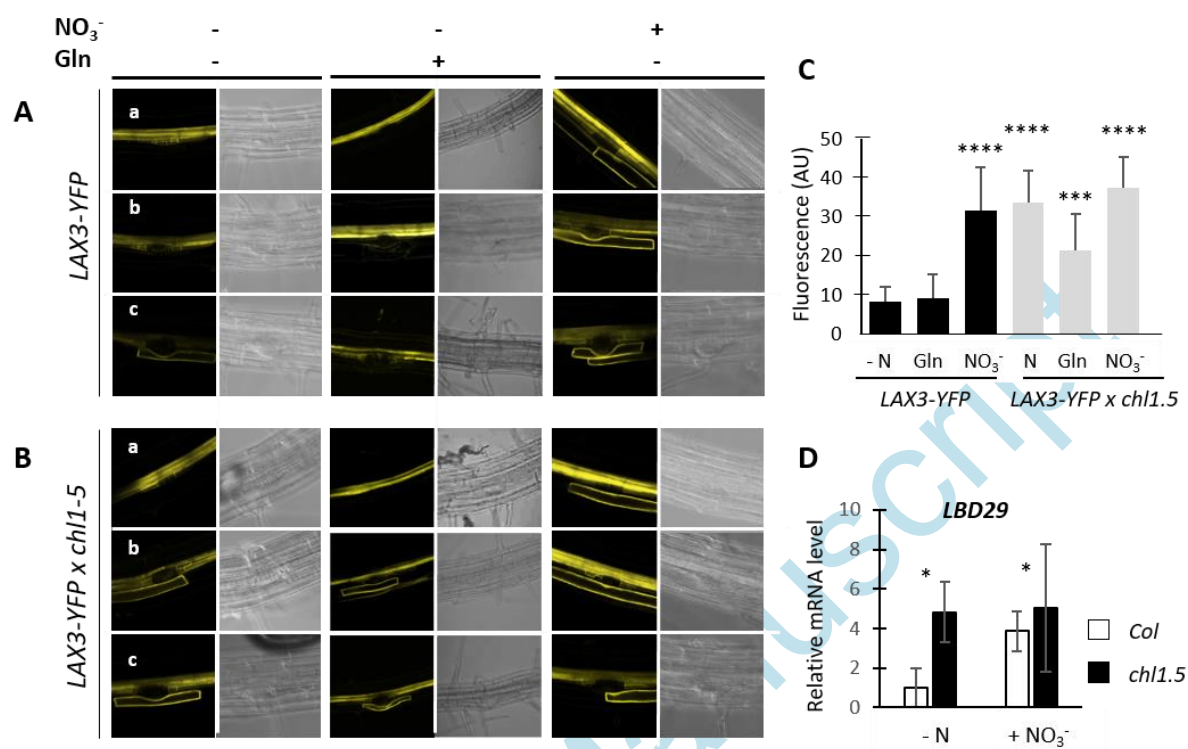 NO₃⁻ - - +
Gln - + -
A
LAX3-YFP
a
b
c
B
LAX3-YFP x chl1-5
a
b
c
C
Fluorescence (AU)
50
40
30
20
10
0
**** **** *** ****
- N Gln NO₃⁻ N Gln NO₃⁻
LAX3-YFP LAX3-YFP x chl1.5
D
LBD29
Relative mRNA level
10
8
6
4
2
0
* *
- N + NO₃⁻
Col
chl1.5
uscript